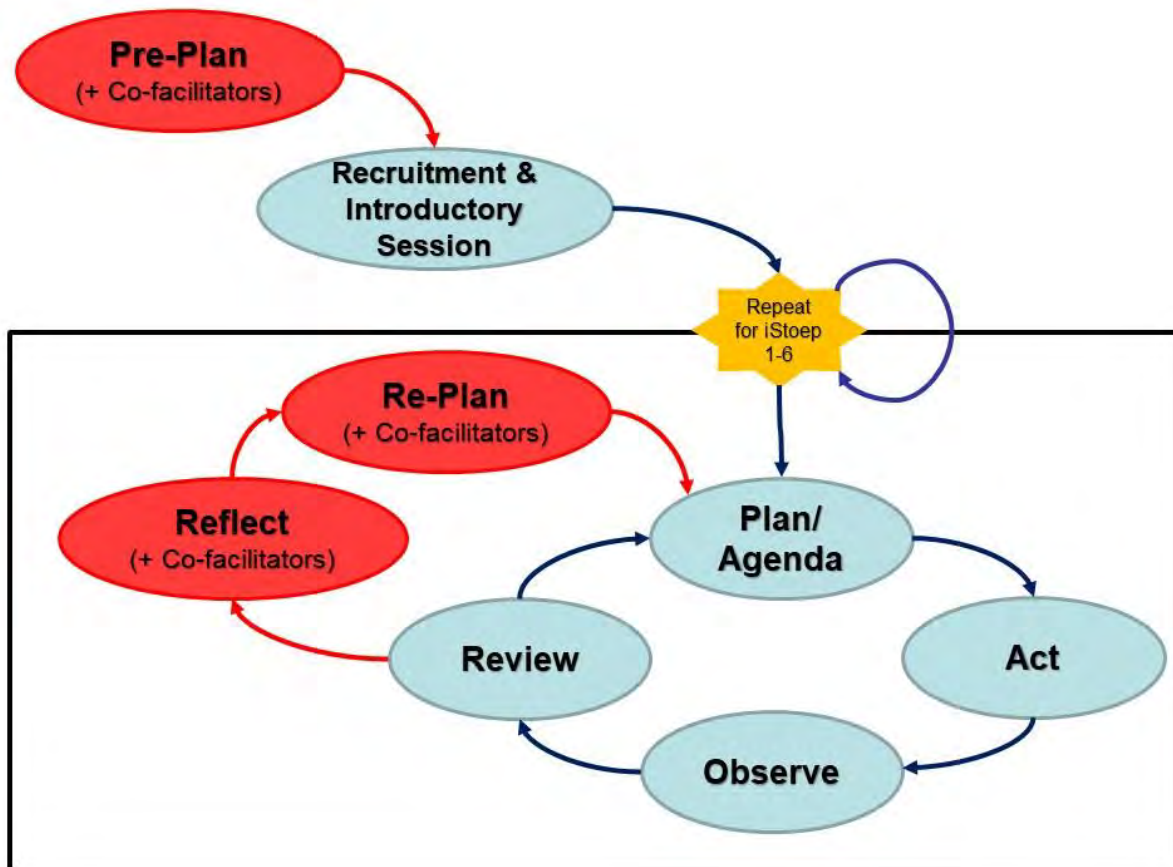 Pre-Plan
(+ Co-facilitators)
Recruitment &
Introductory
Session
Repeat
for iStoep
1-6
Re-Plan
(+ Co-facilitators)
Reflect
(+ Co-facilitators)
Plan/
Agenda
Review
Act
Observe